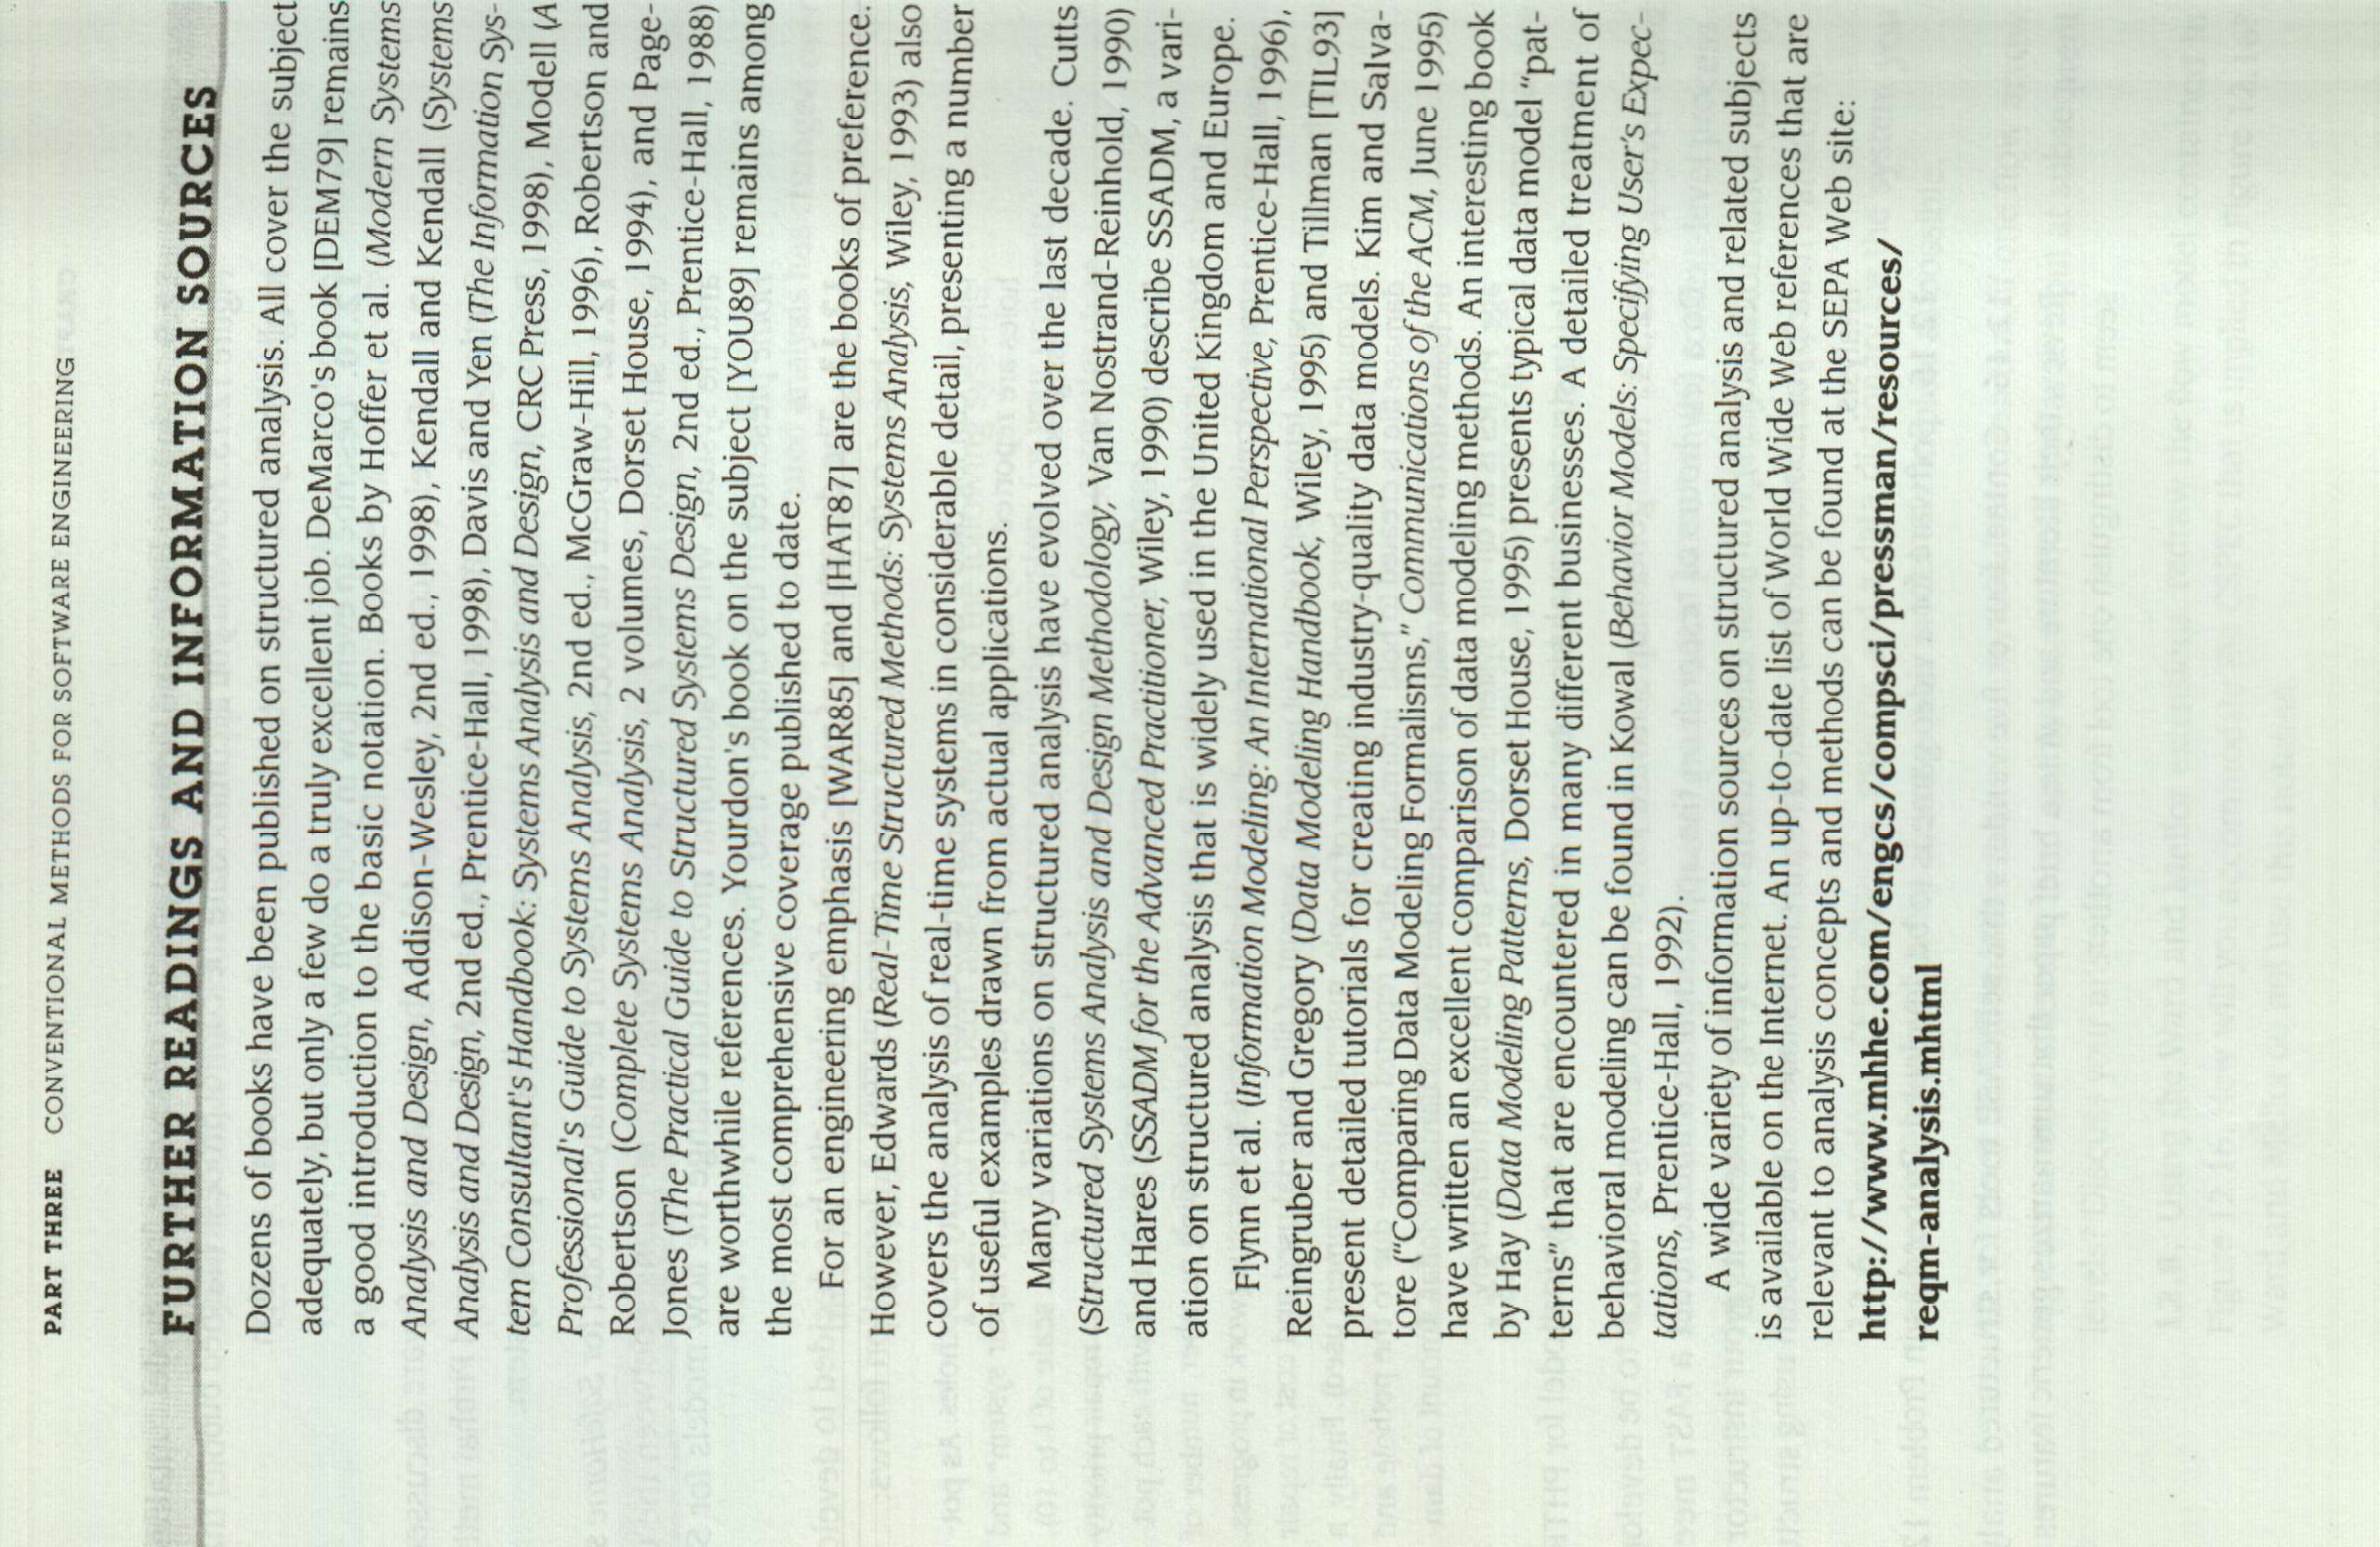 PART THREE CONVENTIONAL METHODS FOR SOFTWARE ENGINEERING
FURTHER READINGS AND INFORMATION SOURCES
Dozens of books have been published on structured analysis. All cover the subject
adequately, but only a few do a truly excellent job. DeMarco's book [DEM79] remains
a good introduction to the basic notation. Books by Hoffer et al. (Modern Systems
Analysis and Design, Addison-Wesley, 2nd ed., 1998), Kendall and Kendall (Systems
Analysis and Design, 2nd ed., Prentice-Hall, 1998), Davis and Yen (The Information Sys-
tem Consultant's Handbook: Systems Analysis and Design, CRC Press, 1998), Modell (A
Professional's Guide to Systems Analysis, 2nd ed., McGraw-Hill, 1996), Robertson and
Robertson (Complete Systems Analysis, 2 volumes, Dorset House, 1994), and Page-
Jones (The Practical Guide to Structured Systems Design, 2nd ed., Prentice-Hall, 1988)
are worthwhile references. Yourdon's book on the subject [YOU89] remains among
the most comprehensive coverage published to date.
For an engineering emphasis [WAR85] and [HAT87] are the books of preference.
However, Edwards (Real-Time Structured Methods: Systems Analysis, Wiley, 1993) also
covers the analysis of real-time systems in considerable detail, presenting a number
of useful examples drawn from actual applications.
Many variations on structured analysis have evolved over the last decade. Cutts
(Structured Systems Analysis and Design Methodology, Van Nostrand-Reinhold, 1990)
and Hares (SSADM for the Advanced Practitioner, Wiley, 1990) describe SSADM, a vari-
ation on structured analysis that is widely used in the United Kingdom and Europe.
Flynn et al. (Information Modeling: An International Perspective, Prentice-Hall, 1996),
Reingruber and Gregory (Data Modeling Handbook, Wiley, 1995) and Tillman [TIL93]
present detailed tutorials for creating industry-quality data models. Kim and Salva-
tore ("Comparing Data Modeling Formalisms," Communications of the ACM, June 1995)
have written an excellent comparison of data modeling methods. An interesting book
by Hay (Data Modeling Patterns, Dorset House, 1995) presents typical data model "pat-
terns" that are encountered in many different businesses. A detailed treatment of
behavioral modeling can be found in Kowal (Behavior Models: Specifying User's Expec-
tations, Prentice-Hall, 1992).
A wide variety of information sources on structured analysis and related subjects
is available on the Internet. An up-to-date list of World Wide Web references that are
relevant to analysis concepts and methods can be found at the SEPA Web site:
http://www.mhhe.com/engcs/compsci/pressman/resources/
reqm-analysis.mhtml